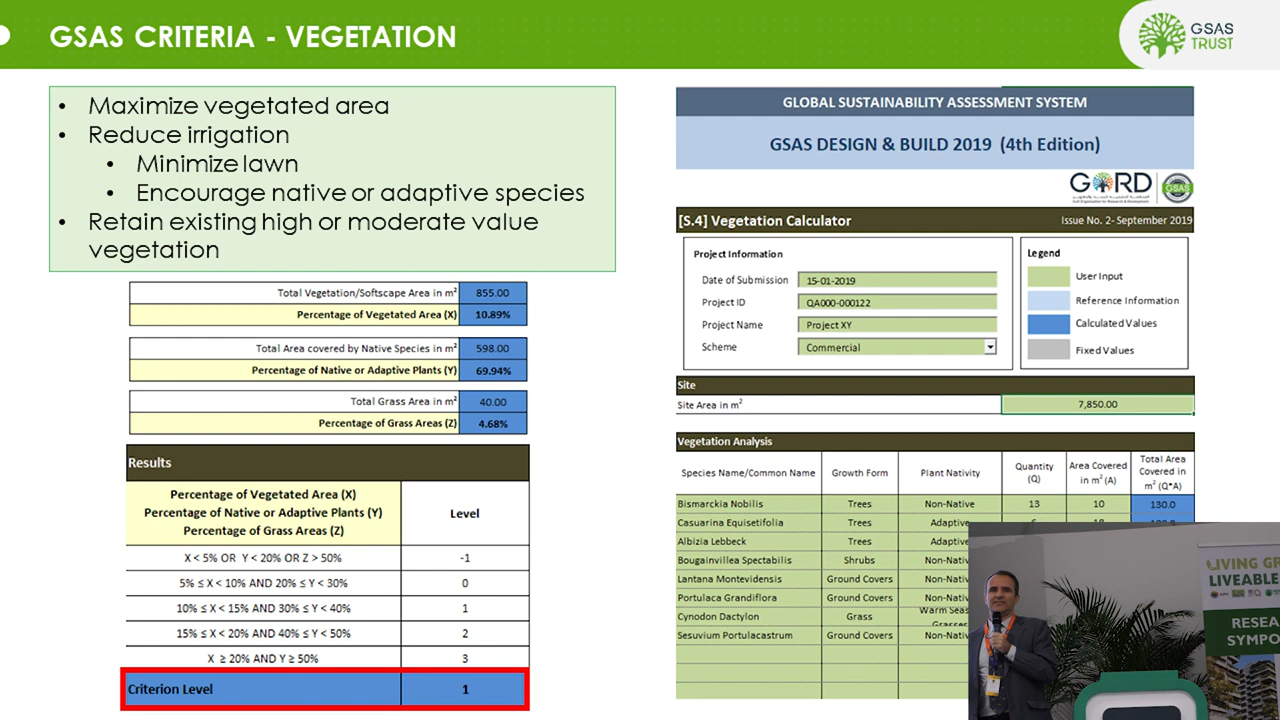 GSAS CRITERIA - VEGETATION
GSAS
TRUST
• Maximize vegetated area
• Reduce irrigation
• Minimize lawn
• Encourage native or adaptive species
• Retain existing high or moderate value
vegetation
Total Vegetation/Softscape Area in m² 855.00
Percentage of Vegetated Area (X) 10.89%
Total Area covered by Native Species in m² 598.00
Percentage of Native or Adaptive Plants (Y) 69.94%
Total Grass Area in m² 40.00
Percentage of Grass Areas (Z) 4.68%
Results
Percentage of Vegetated Area (X)
Percentage of Native or Adaptive Plants (Y)
Percentage of Grass Areas (Z)
Level
X < 5% OR Y < 20% OR Z > 50% -1
5% ≤ X < 10% AND 20% ≤ Y < 30% 0
10% ≤ X < 15% AND 30% ≤ Y < 40% 1
15% ≤ X < 20% AND 40% ≤ Y < 50% 2
X ≥ 20% AND Y ≥ 50% 3
Criterion Level 1
GLOBAL SUSTAINABILITY ASSESSMENT SYSTEM
GSAS DESIGN & BUILD 2019 (4th Edition)
GORD
GSAS
[S.4] Vegetation Calculator Issue No. 2- September 2019
Project Information
Date of Submission 15-01-2019
Project ID QA000-000122
Project Name Project XY
Scheme Commercial
Legend
User Input
Reference Information
Calculated Values
Fixed Values
Site
Site Area in m² 7,850.00
Vegetation Analysis
Species Name/Common Name Growth Form Plant Nativity Quantity (Q) Area Covered in m² (A) Total Area Covered in m² (Q*A)
Bismarckia Nobilis Trees Non-Native 13 10 130.0
Casuarina Equisetifolia Trees Adaptive
Albizia Lebbeck Trees Adaptive
Bougainvillea Spectabilis Shrubs Non-Nativ
Lantana Montevidensis Ground Covers Non-Nativ
Portulaca Grandiflora Ground Covers Non-Nativ
Cynodon Dactylon Grass Warm Seas
Sesuvium Portulacastrum Ground Covers Non-Nativ
LIVING GR
LIVEABLE
RESEA
SYMPO